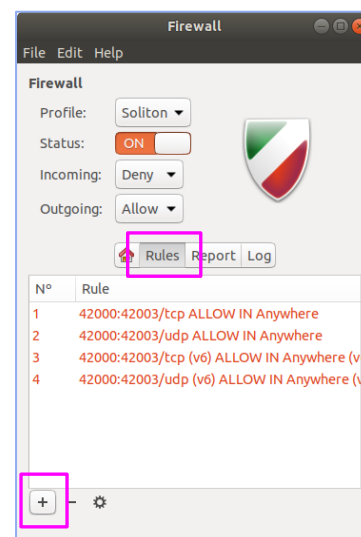 Firewall
File Edit Help
Firewall
Profile: Soliton
Status: ON
Incoming: Deny
Outgoing: Allow
Rules Report Log
Nº Rule
1 42000:42003/tcp ALLOW IN Anywhere
2 42000:42003/udp ALLOW IN Anywhere
3 42000:42003/tcp (v6) ALLOW IN Anywhere (v
4 42000:42003/udp (v6) ALLOW IN Anywhere (v
+ -